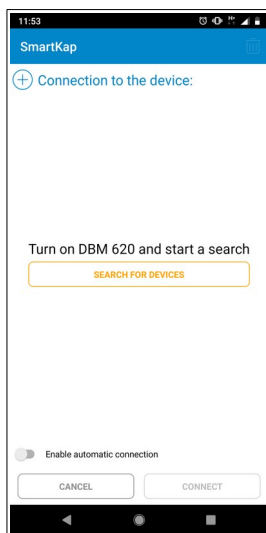 11:53
SmartKap
Connection to the device:
Turn on DBM 620 and start a search
SEARCH FOR DEVICES
Enable automatic connection
CANCEL
CONNECT